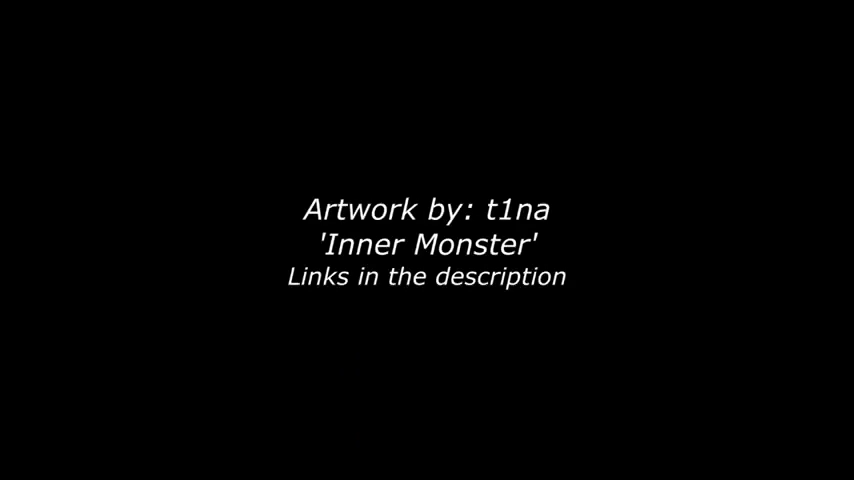 Artwork by: t1na
'Inner Monster'
Links in the description